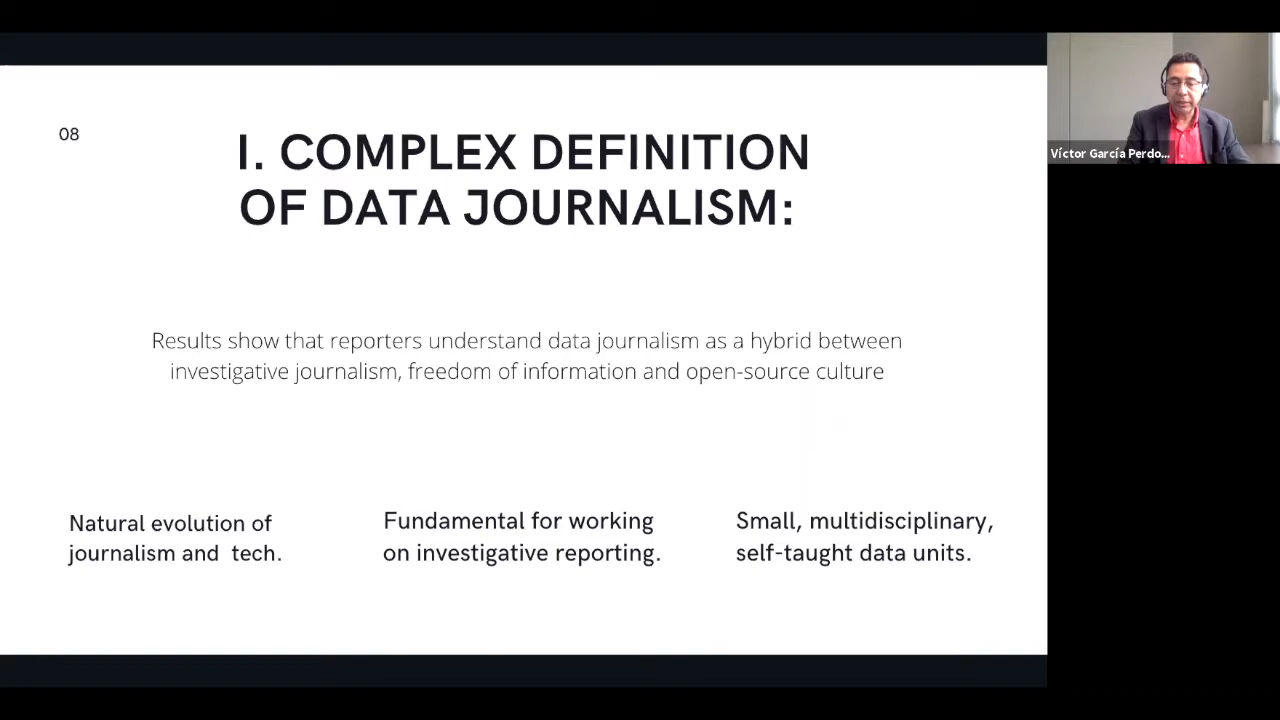 08
I. COMPLEX DEFINITION
OF DATA JOURNALISM:
Results show that reporters understand data journalism as a hybrid between
investigative journalism, freedom of information and open-source culture
Natural evolution of
journalism and tech.
Fundamental for working
on investigative reporting.
Small, multidisciplinary,
self-taught data units.
Víctor García Perdo...